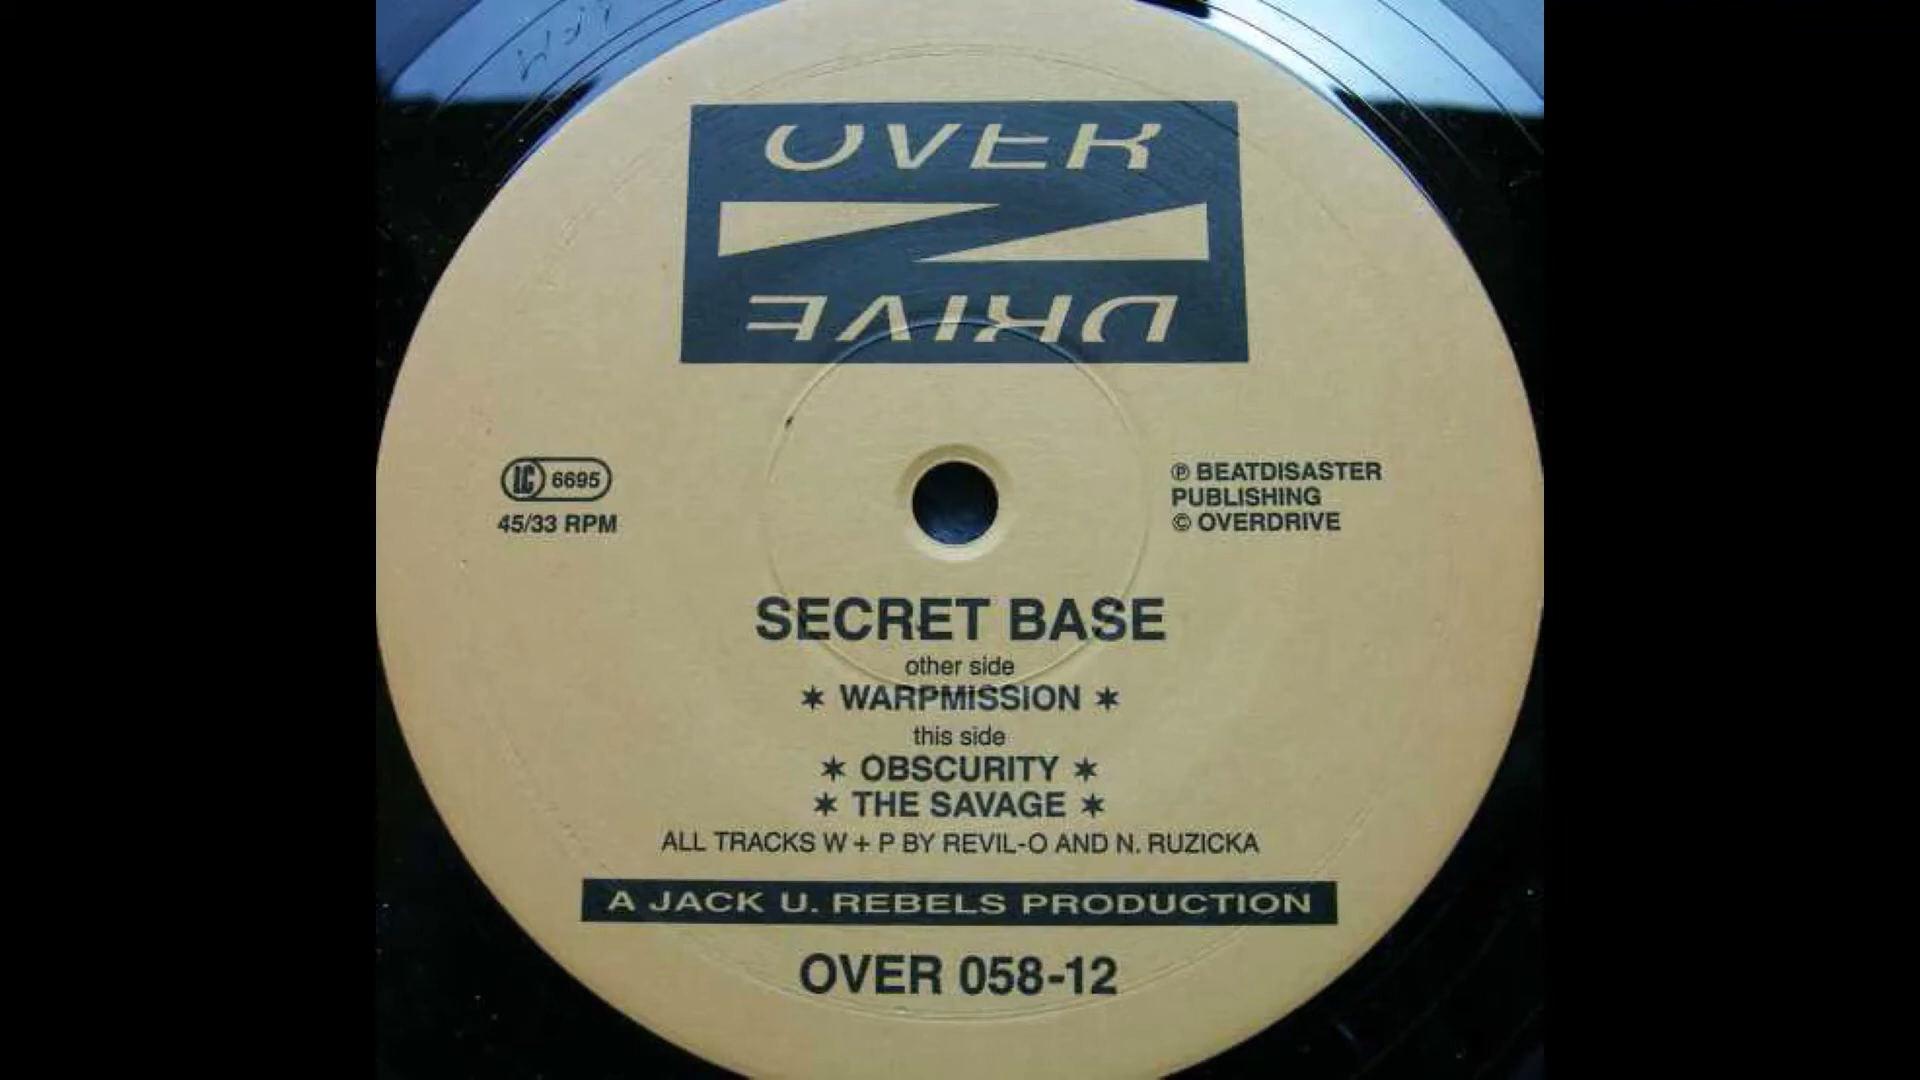 OVER
DRIVE
LC 6695
45/33 RPM
℗ BEATDISASTER
PUBLISHING
© OVERDRIVE
SECRET BASE
other side
✶ WARPMISSION ✶
this side
✶ OBSCURITY ✶
✶ THE SAVAGE ✶
ALL TRACKS W + P BY REVIL-O AND N. RUZICKA
A JACK U. REBELS PRODUCTION
OVER 058-12